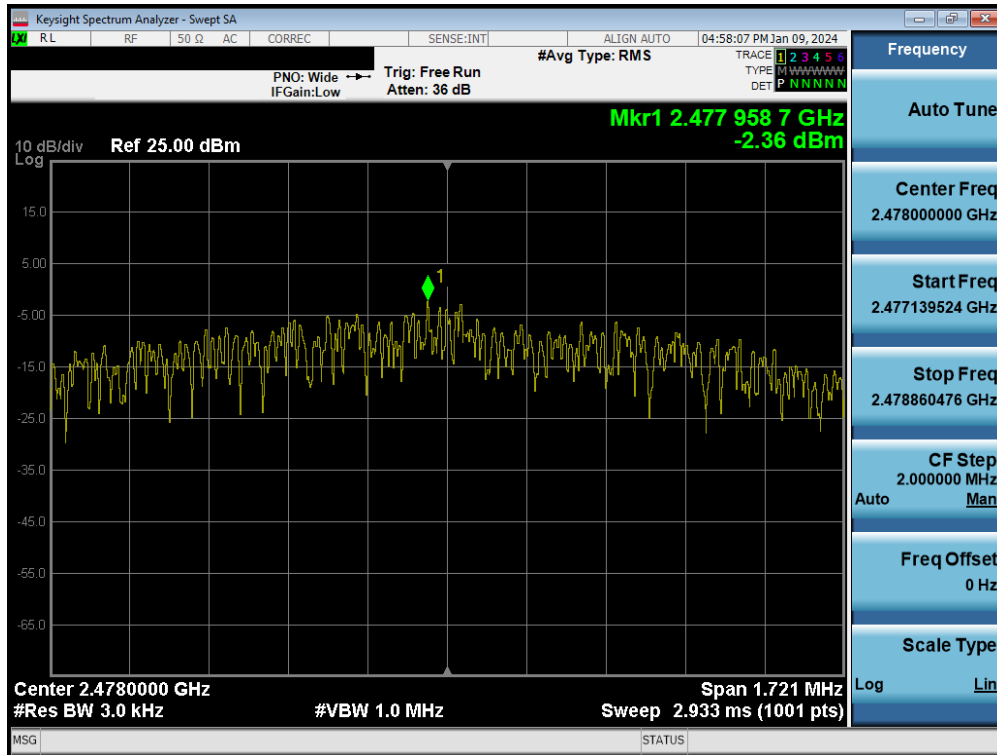 Keysight Spectrum Analyzer - Swept SA
LXI RL RF 50 Ω AC CORREC SENSE:INT ALIGN AUTO 04:58:07 PM Jan 09, 2024
Frequency
#Avg Type: RMS
TRACE 1 2 3 4 5 6
PNO: Wide Trig: Free Run
TYPE M W W W W W
IFGain:Low Atten: 36 dB
DET P N N N N N
Auto Tune
Mkr1 2.477 958 7 GHz
-2.36 dBm
10 dB/div Ref 25.00 dBm
Log
15.0
5.00
-5.00
-15.0
-25.0
-35.0
-45.0
-55.0
-65.0
1
Center Freq
2.478000000 GHz
Start Freq
2.477139524 GHz
Stop Freq
2.478860476 GHz
CF Step
2.000000 MHz
Auto Man
Freq Offset
0 Hz
Scale Type
Log Lin
Center 2.4780000 GHz Span 1.721 MHz
#Res BW 3.0 kHz #VBW 1.0 MHz Sweep 2.933 ms (1001 pts)
MSG STATUS